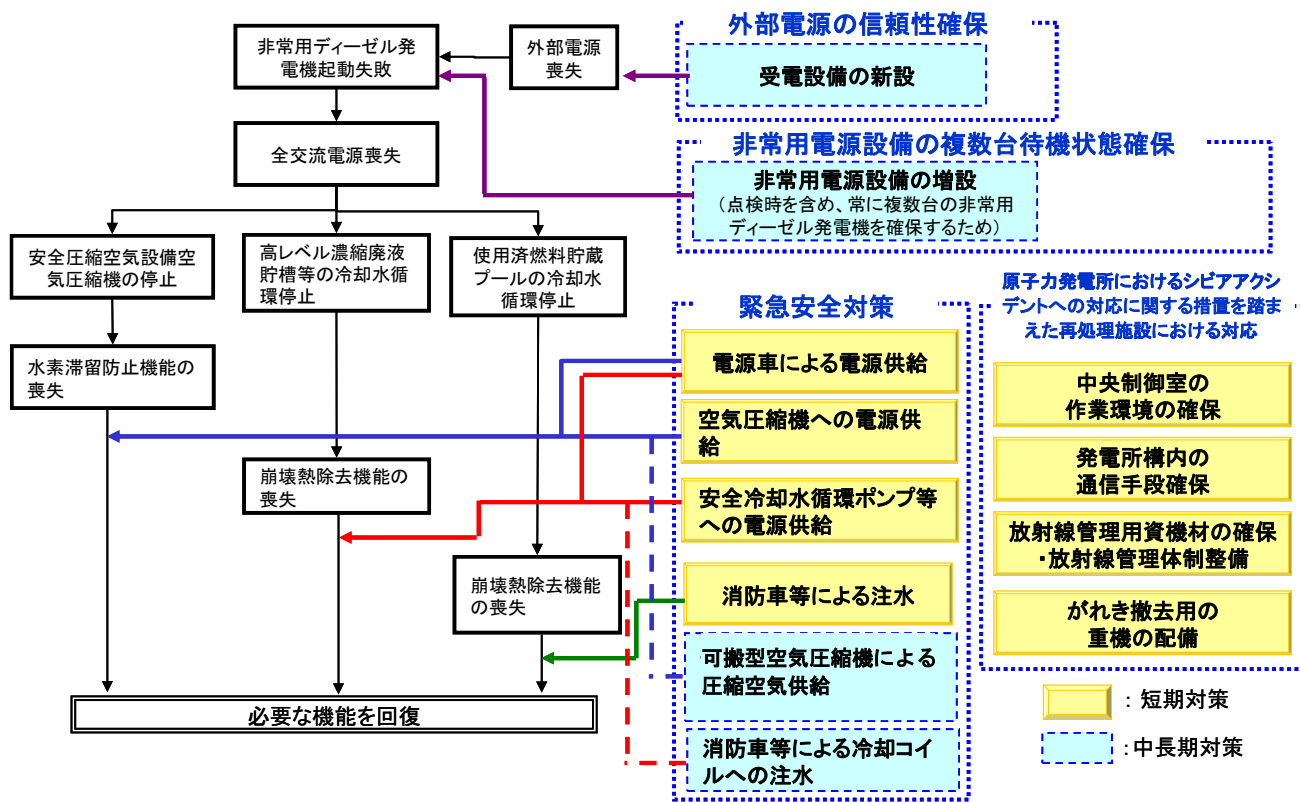 非常用ディーゼル発
電機起動失敗
外部電源
喪失
外部電源の信頼性確保
受電設備の新設
全交流電源喪失
非常用電源設備の複数台待機状態確保
非常用電源設備の増設
（点検時を含め、常に複数台の非常用
ディーゼル発電機を確保するため）
安全圧縮空気設備空
気圧縮機の停止
高レベル濃縮廃液
貯槽等の冷却水循
環停止
使用済燃料貯蔵
プールの冷却水
循環停止
水素滞留防止機能の
喪失
崩壊熱除去機能の
喪失
崩壊熱除去機能
の喪失
必要な機能を回復
緊急安全対策
電源車による電源供給
空気圧縮機への電源供
給
安全冷却水循環ポンプ等
への電源供給
消防車等による注水
可搬型空気圧縮機による
圧縮空気供給
消防車等による冷却コイ
ルへの注水
原子力発電所におけるシビアアクシ
デントへの対応に関する措置を踏ま
えた再処理施設における対応
中央制御室の
作業環境の確保
発電所構内の
通信手段確保
放射線管理用資機材の確保
・放射線管理体制整備
がれき撤去用の
重機の配備
：短期対策
：中長期対策